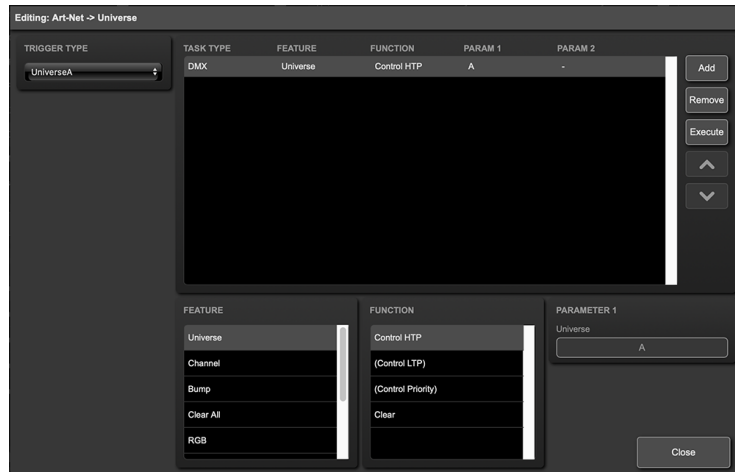 Editing: Art-Net -> Universe
TRIGGER TYPE
UniverseA
TASK TYPE FEATURE FUNCTION PARAM 1 PARAM 2
DMX Universe Control HTP A -
Add
Remove
Execute
FEATURE
Universe
Channel
Bump
Clear All
RGB
FUNCTION
Control HTP
(Control LTP)
(Control Priority)
Clear
PARAMETER 1
Universe
A
Close